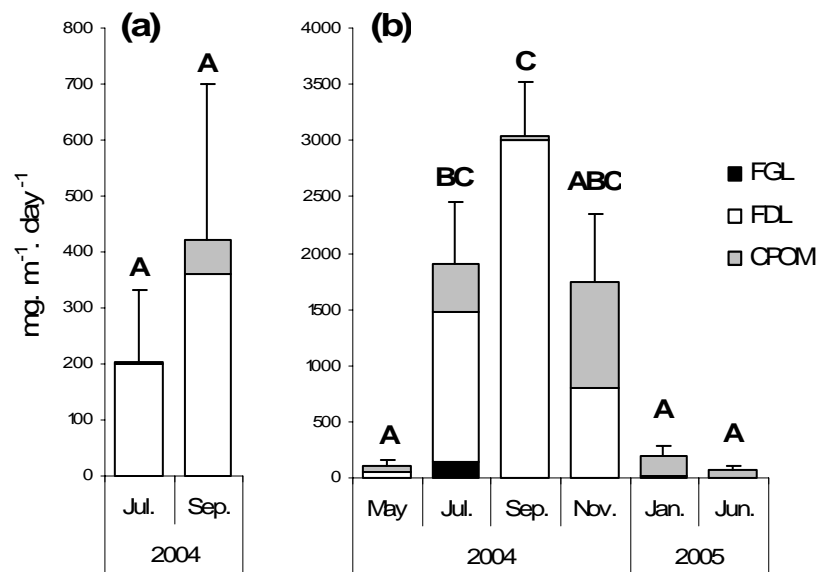 (a)
(b)
mg. m-1. day-1
800
700
600
500
400
300
200
100
0
A
A
Jul.
Sep.
2004
4000
3500
3000
2500
2000
1500
1000
500
0
A
BC
C
ABC
A
A
May
Jul.
Sep.
Nov.
Jan.
Jun.
2004
2005
FGL
FDL
CPOM